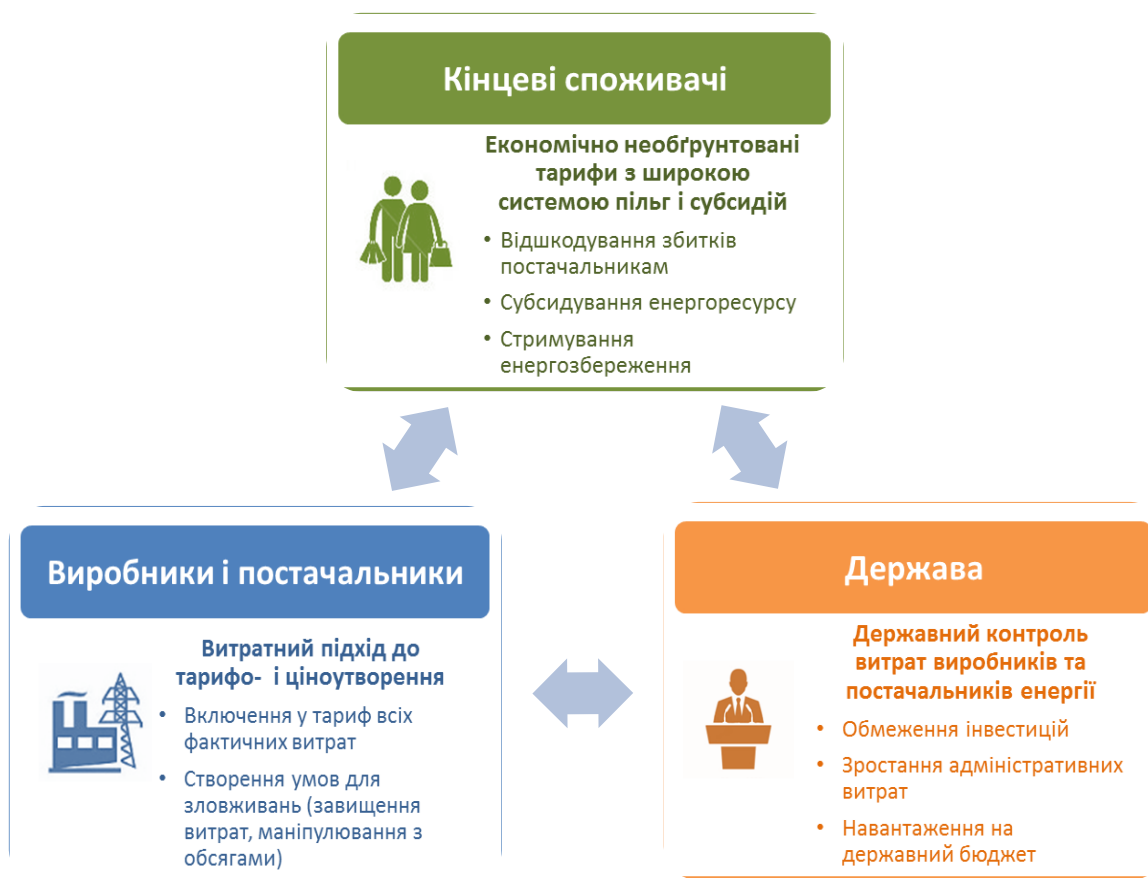 Кінцеві споживачі
Економічно необґрунтовані
тарифи з широкою
системою пільг і субсидій
• Відшкодування збитків
постачальникам
• Субсидування енергоресурсу
• Стримування
енергозбереження
Виробники і постачальники
Витратний підхід до
тарифо- і ціноутворення
• Включення у тариф всіх
фактичних витрат
• Створення умов для
зловживань (завищення
витрат, маніпулювання з
обсягами)
Держава
Державний контроль
витрат виробників та
постачальників енергії
• Обмеження інвестицій
• Зростання адміністративних
витрат
• Навантаження на
державний бюджет